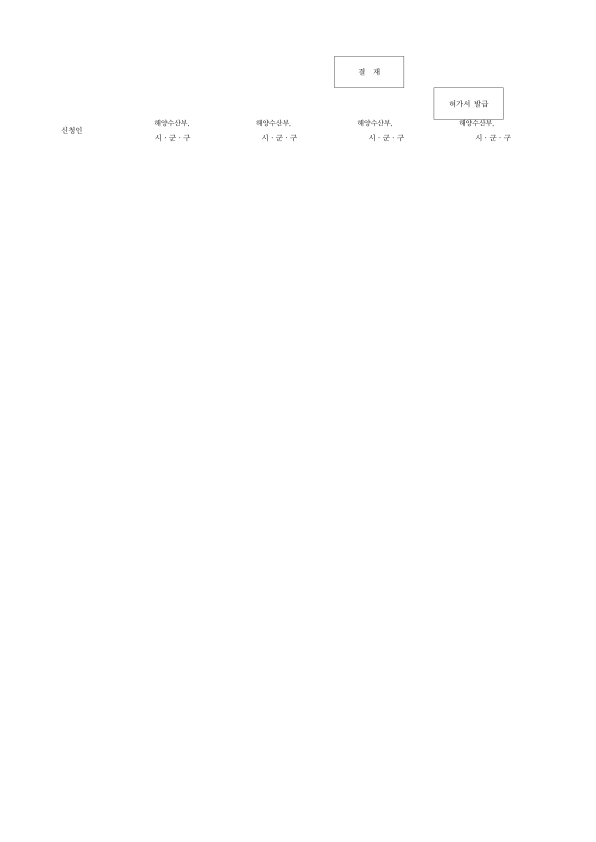 결 재
허가서 발급
해양수산부, 해양수산부, 해양수산부, 해양수산부,
신청인
시·군·구 시·군·구 시·군·구 시·군·구